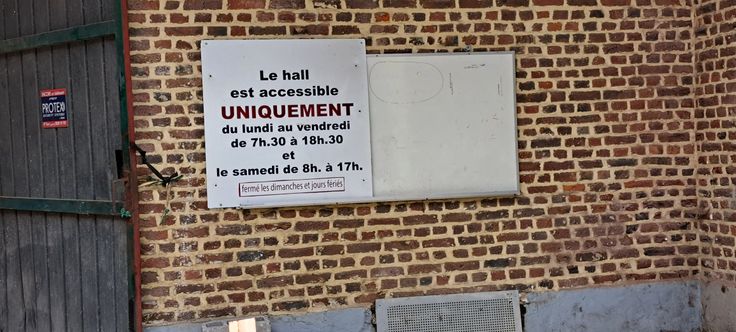 PROTEX
Le hall
est accessible
UNIQUEMENT
du lundi au vendredi
de 7h.30 à 18h.30
et
le samedi de 8h. à 17h.
fermé les dimanches et jours fériés